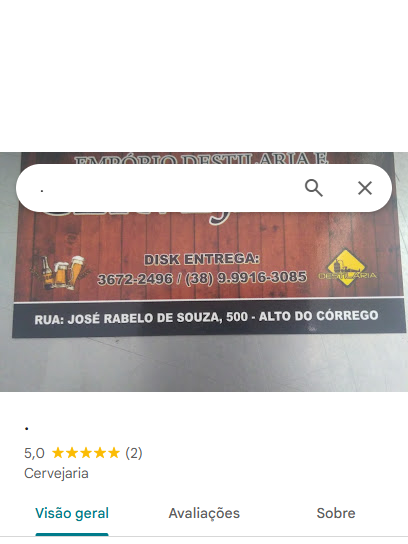 EMPÓRIO DESTILARIA E
.
DISK ENTREGA:
3672-2496 / (38) 9.9916-3085
DESTILARIA
RUA: JOSÉ RABELO DE SOUZA, 500 - ALTO DO CÓRREGO
.
5,0 (2)
Cervejaria
Visão geral Avaliações Sobre